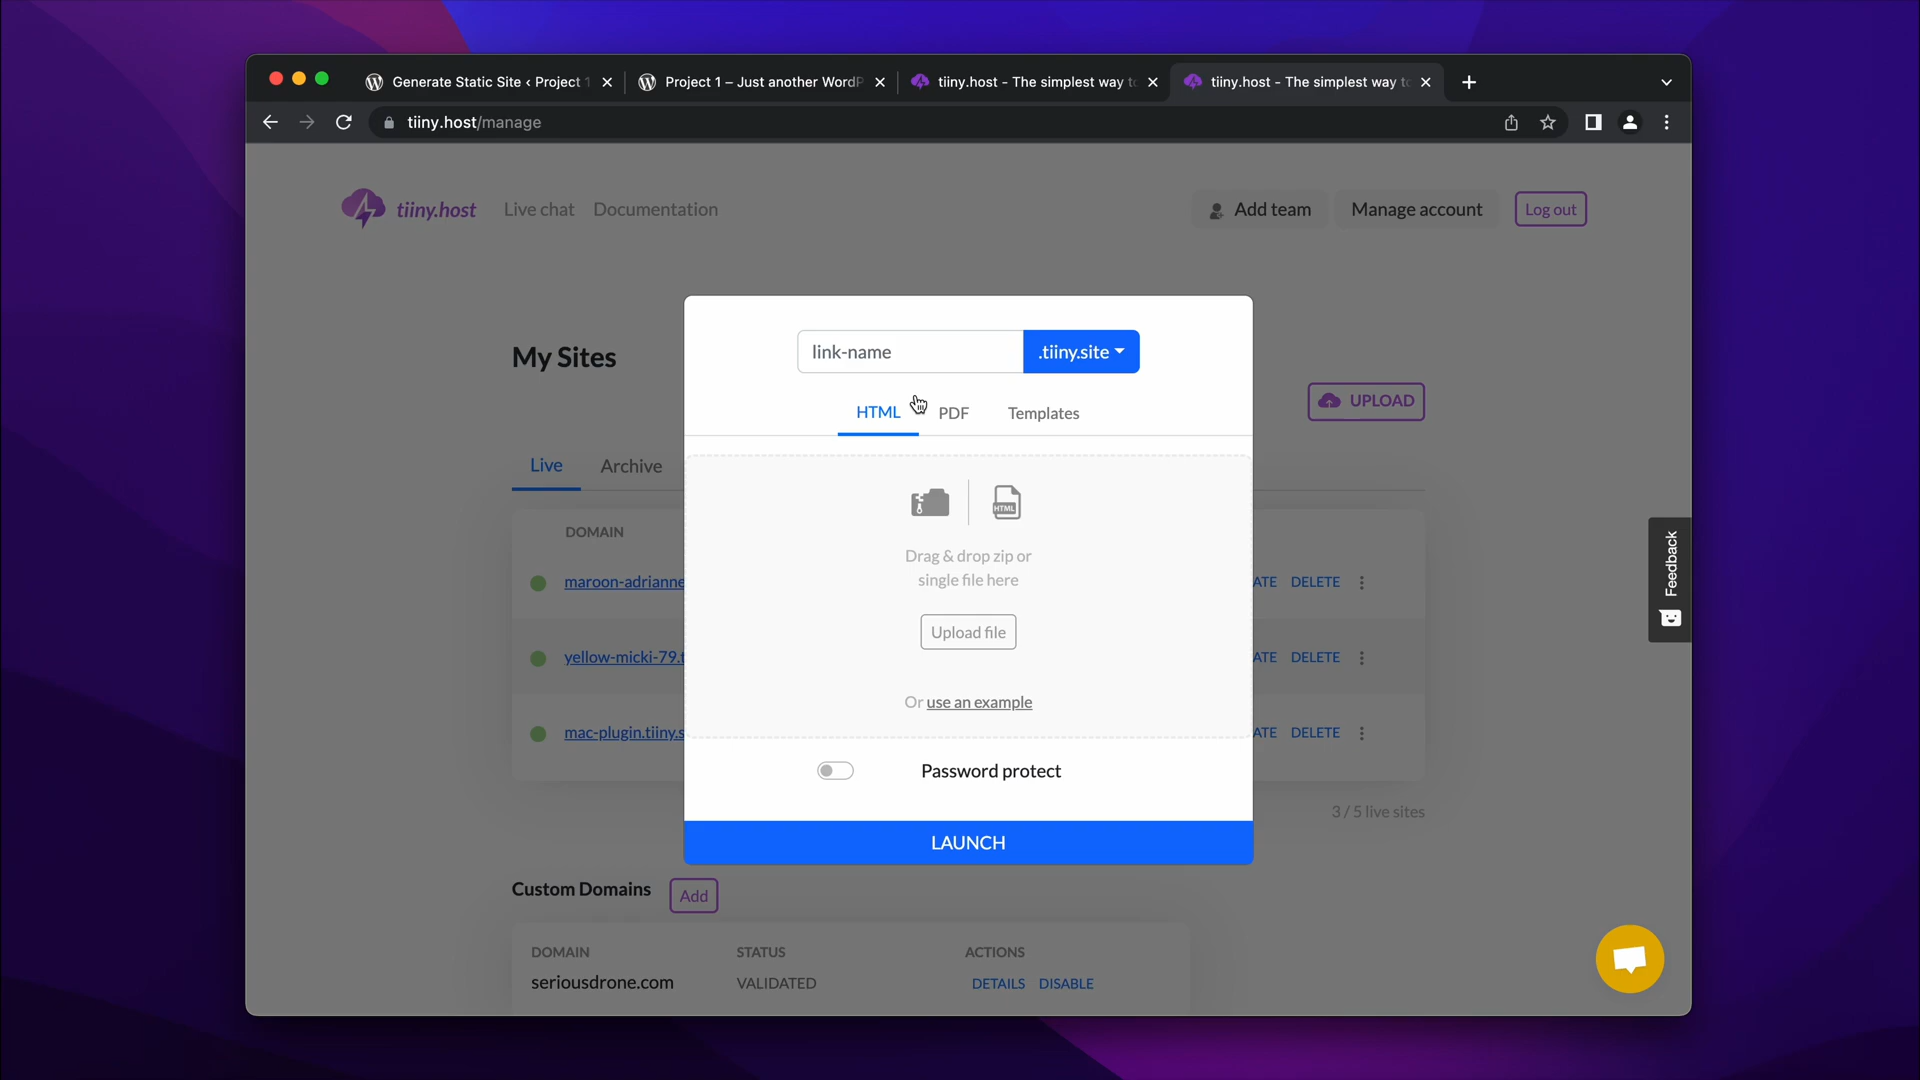 Generate Static Site ‹ Project 1
Project 1 – Just another WordP
tiiny.host - The simplest way to
tiiny.host - The simplest way to
tiiny.host/manage
tiiny.host
Live chat
Documentation
Add team
Manage account
Log out
link-name
.tiiny.site
My Sites
HTML
PDF
Templates
UPLOAD
Live
Archive
HTML
DOMAIN
Drag & drop zip or
single file here
maroon-adrianne
ATE
DELETE
Upload file
Feedback
yellow-micki-79.t
ATE
DELETE
Or use an example
mac-plugin.tiiny.s
ATE
DELETE
Password protect
3 / 5 live sites
LAUNCH
Custom Domains
Add
DOMAIN
STATUS
ACTIONS
seriousdrone.com
VALIDATED
DETAILS
DISABLE